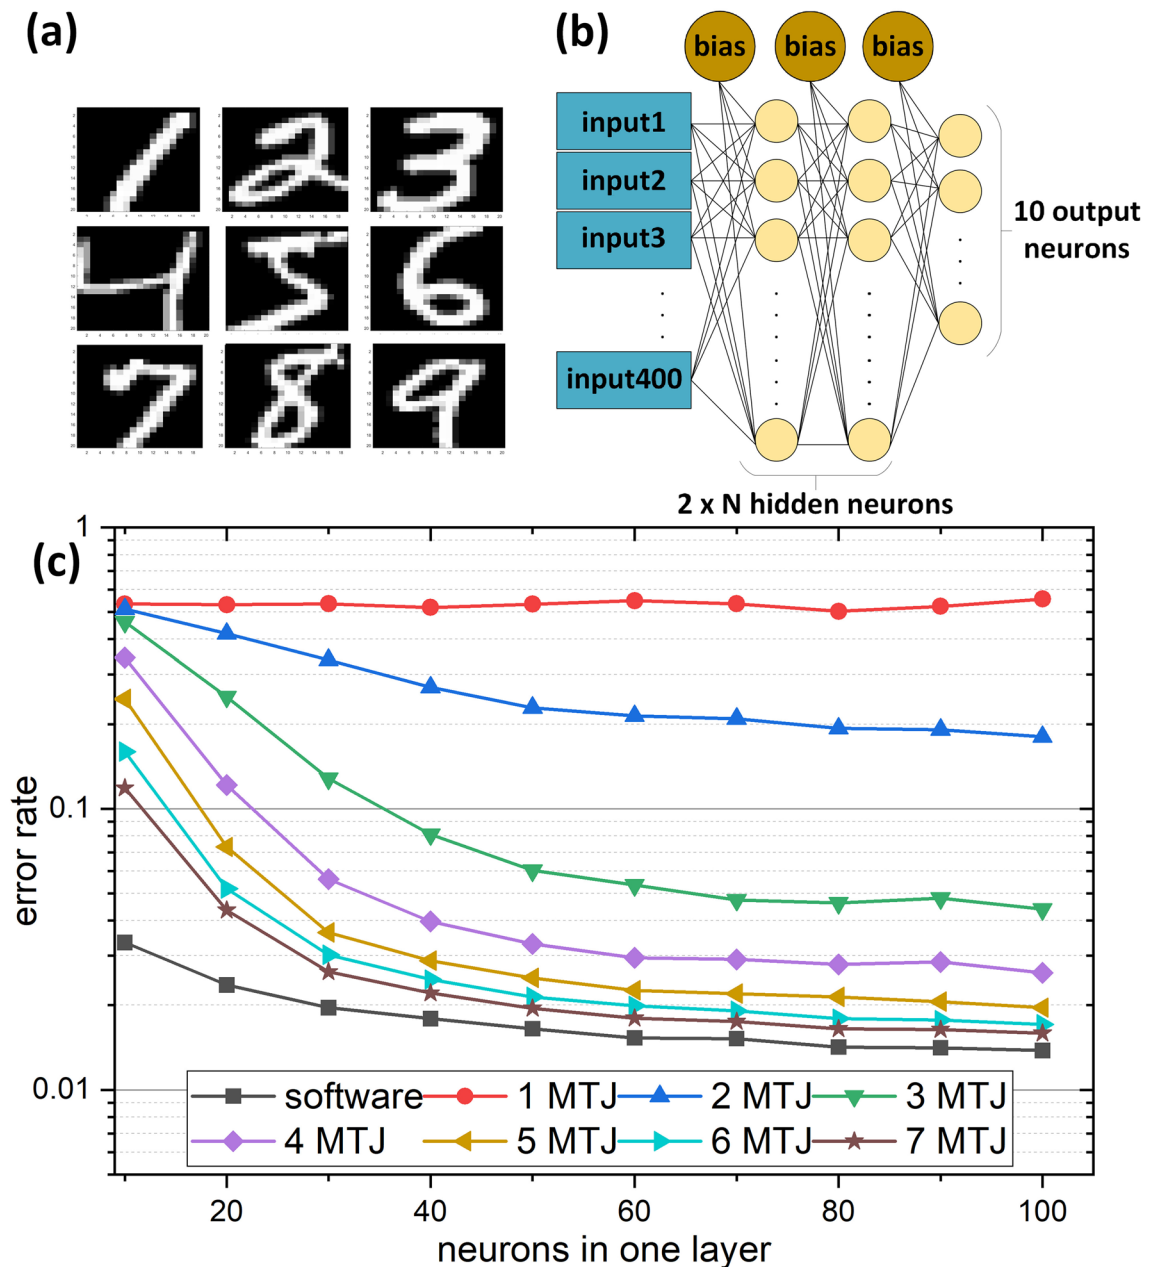 (a)
(b)
bias bias bias
input1
input2
input3
input400
10 output
neurons
2 x N hidden neurons
(c)
1
0.1
0.01
error rate
software 1 MTJ 2 MTJ 3 MTJ
4 MTJ 5 MTJ 6 MTJ 7 MTJ
20 40 60 80 100
neurons in one layer